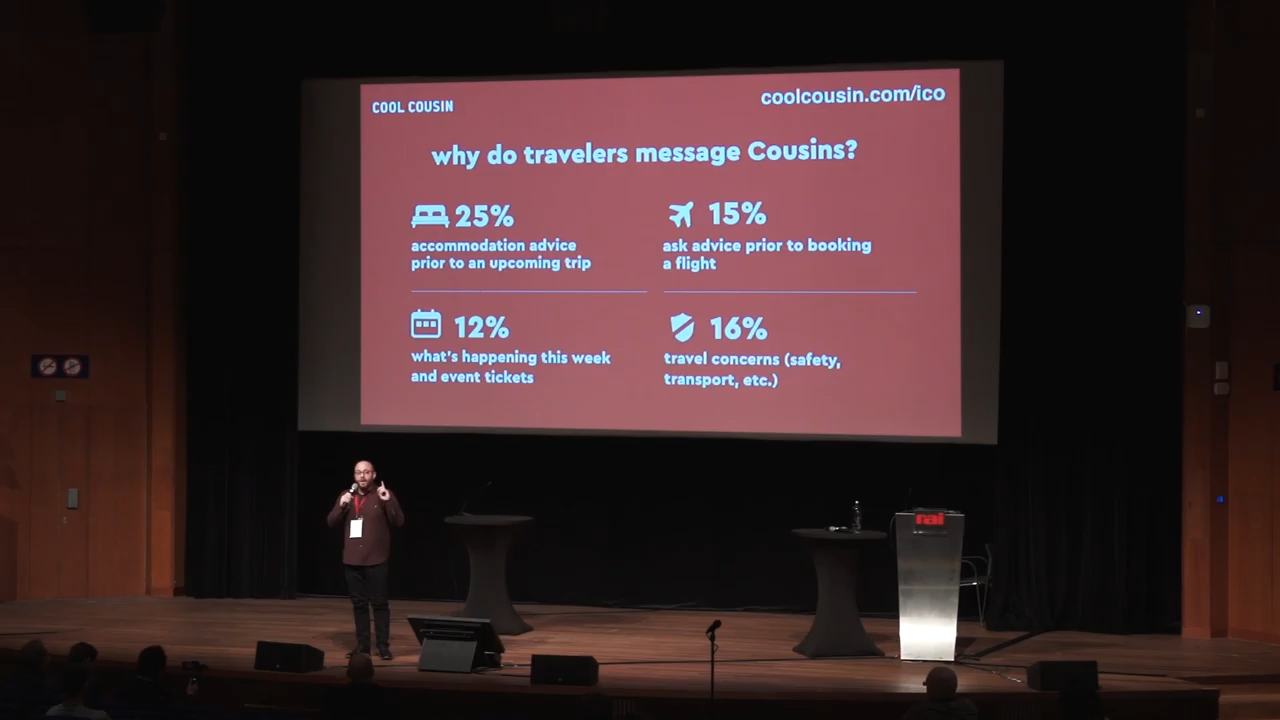 COOL COUSIN
coolcousin.com/ico
why do travelers message Cousins?
25%
accommodation advice
prior to an upcoming trip
15%
ask advice prior to booking
a flight
12%
what's happening this week
and event tickets
16%
travel concerns (safety,
transport, etc.)
rai